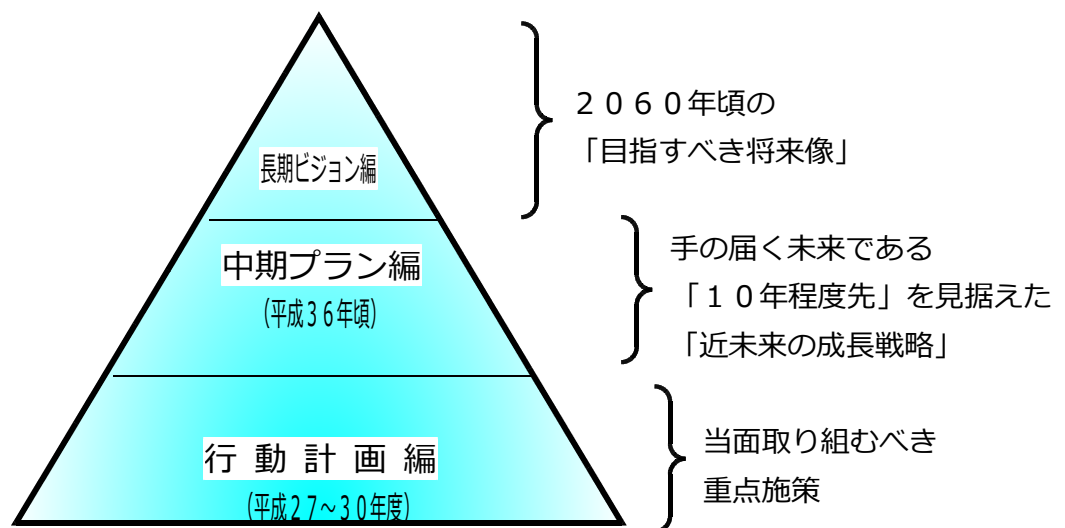 ２０６０年頃の
「目指すべき将来像」
長期ビジョン編
中期プラン編
(平成３６年頃)
手の届く未来である
「１０年程度先」を見据えた
「近未来の成長戦略」
行動計画編
(平成２７～３０年度)
当面取り組むべき
重点施策